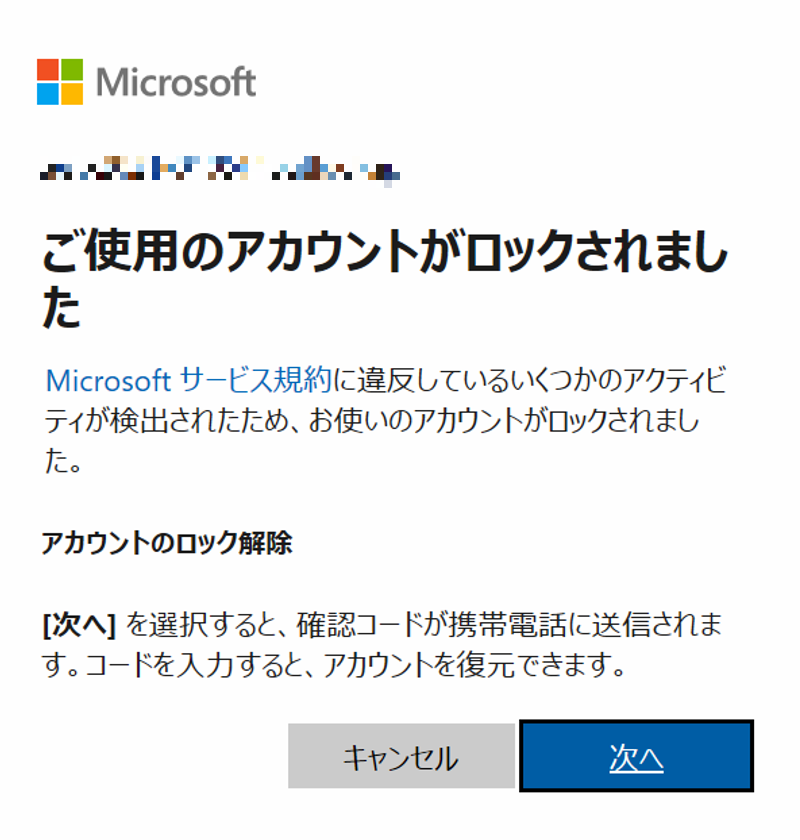 Microsoft
ご使用のアカウントがロックされまし
た
Microsoft サービス規約に違反しているいくつかのアクティビ
ティが検出されたため、お使いのアカウントがロックされまし
た。
アカウントのロック解除
[次へ] を選択すると、確認コードが携帯電話に送信されま
す。コードを入力すると、アカウントを復元できます。
キャンセル
次へ